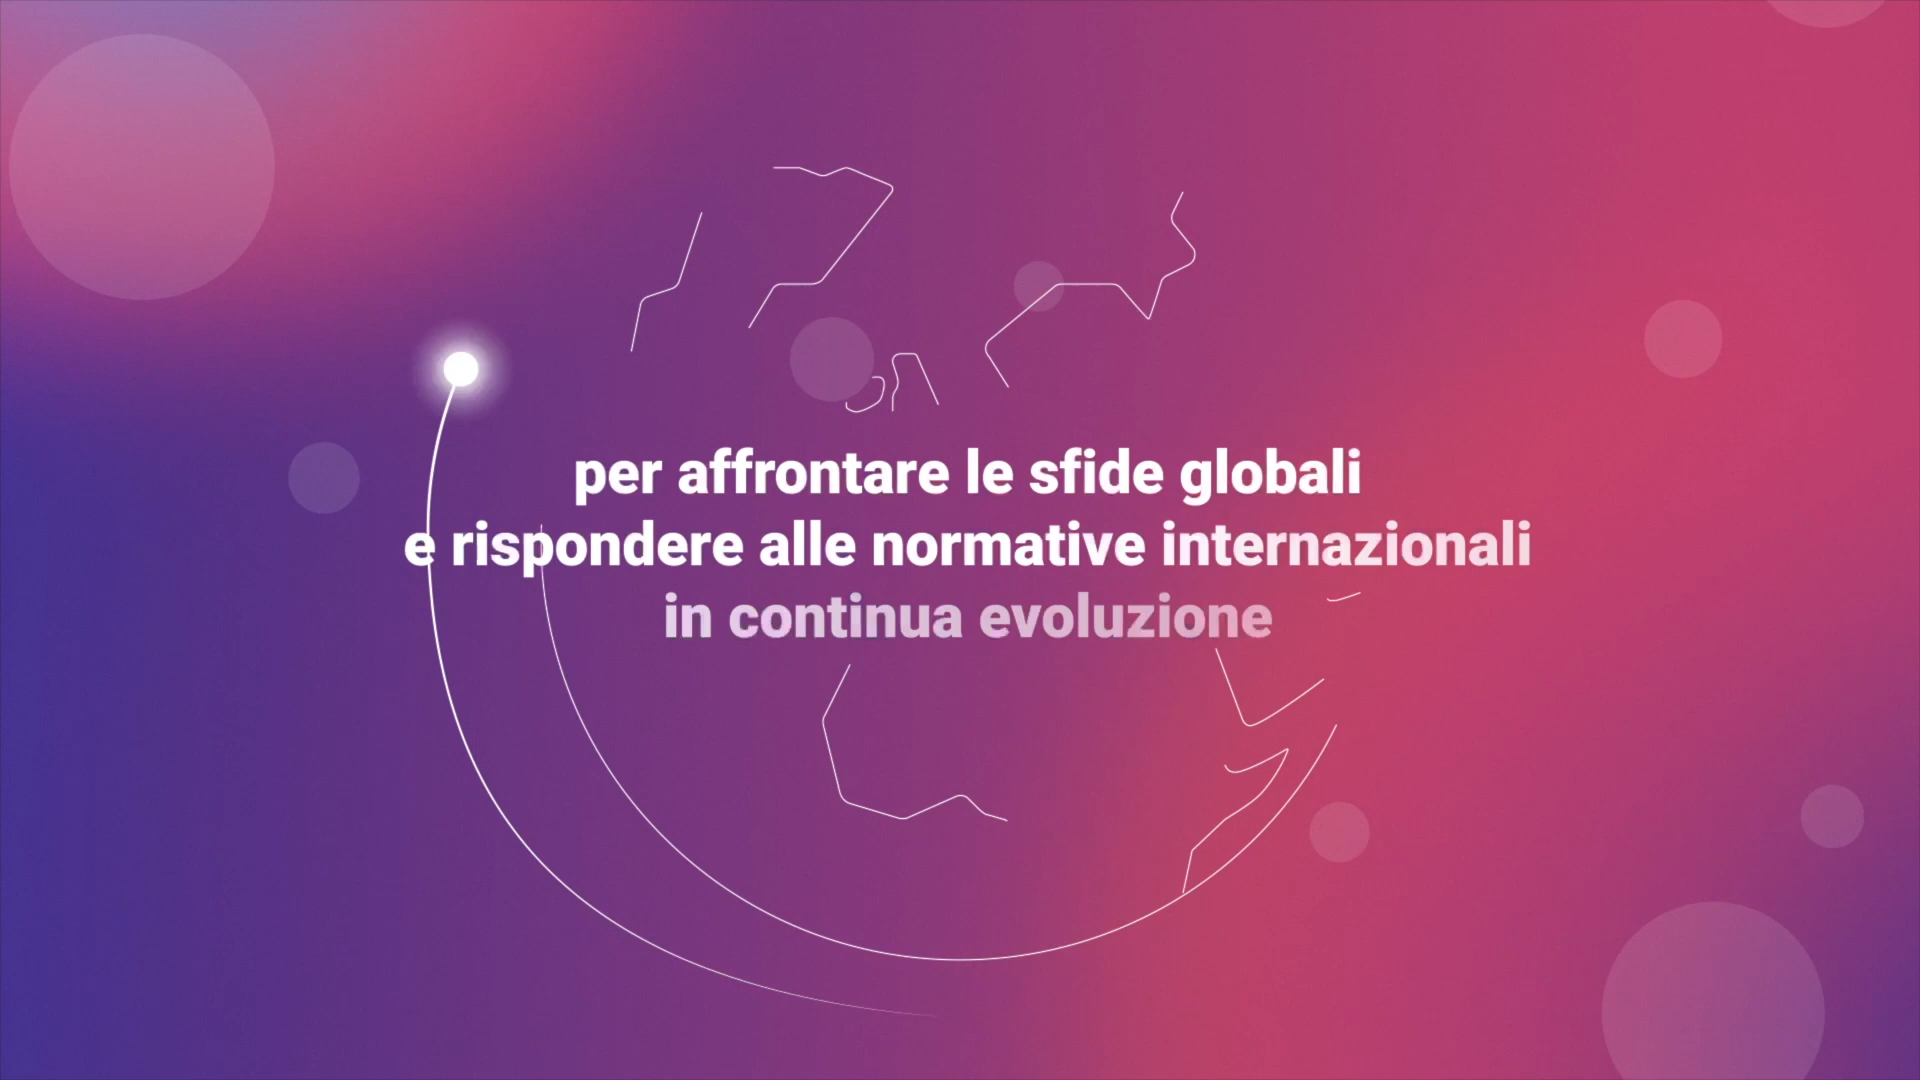 per affrontare le sfide globali
e rispondere alle normative internazionali
in continua evoluzione